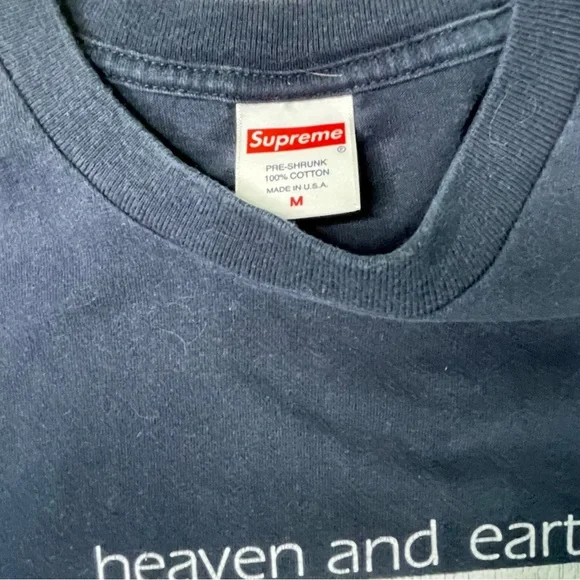 Supreme
®
PRE-SHRUNK
100% COTTON
MADE IN U.S.A.
M
heaven and eart